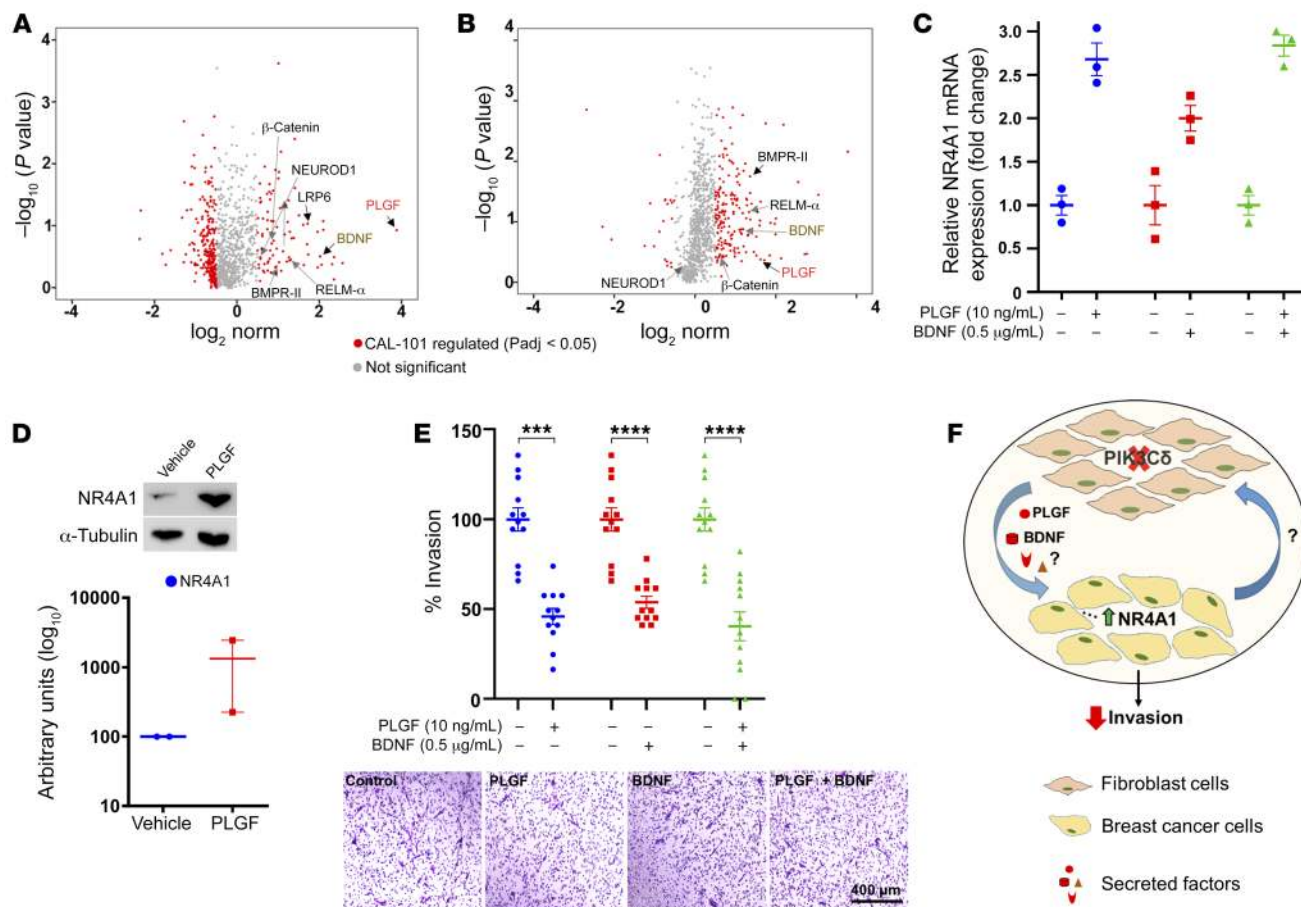 A
4
3
2
1
0
–log₁₀ (P value)
β-Catenin
NEUROD1
LRP6
PLGF
BDNF
BMPR-II
RELM-α
-4
-2
0
2
4
log₂ norm
B
4
4
3
2
1
0
–log₁₀ (P value)
BMPR-II
RELM-α
BDNF
NEUROD1
PLGF
β-Catenin
-4
-2
0
2
4
log₂ norm
CAL-101 regulated (Padj < 0.05)
Not significant
C
Relative NR4A1 mRNA
expression (fold change)
3.0
2.5
2.0
1.5
1.0
0.5
0.0
PLGF (10 ng/mL) – + – – – +
BDNF (0.5 μg/mL) – – – + – +
D
Vehicle
PLGF
NR4A1
α-Tubulin
NR4A1
Arbitrary units (log₁₀)
10000
1000
100
10
Vehicle
PLGF
E
% Invasion
150
100
50
0
***
****
****
PLGF (10 ng/mL) – + – – – +
BDNF (0.5 μg/mL) – – – + – +
Control
PLGF
BDNF
PLGF + BDNF
400 μm
F
PIK3Cδ
PLGF
BDNF
?
?
NR4A1
Invasion
Fibroblast cells
Breast cancer cells
Secreted factors